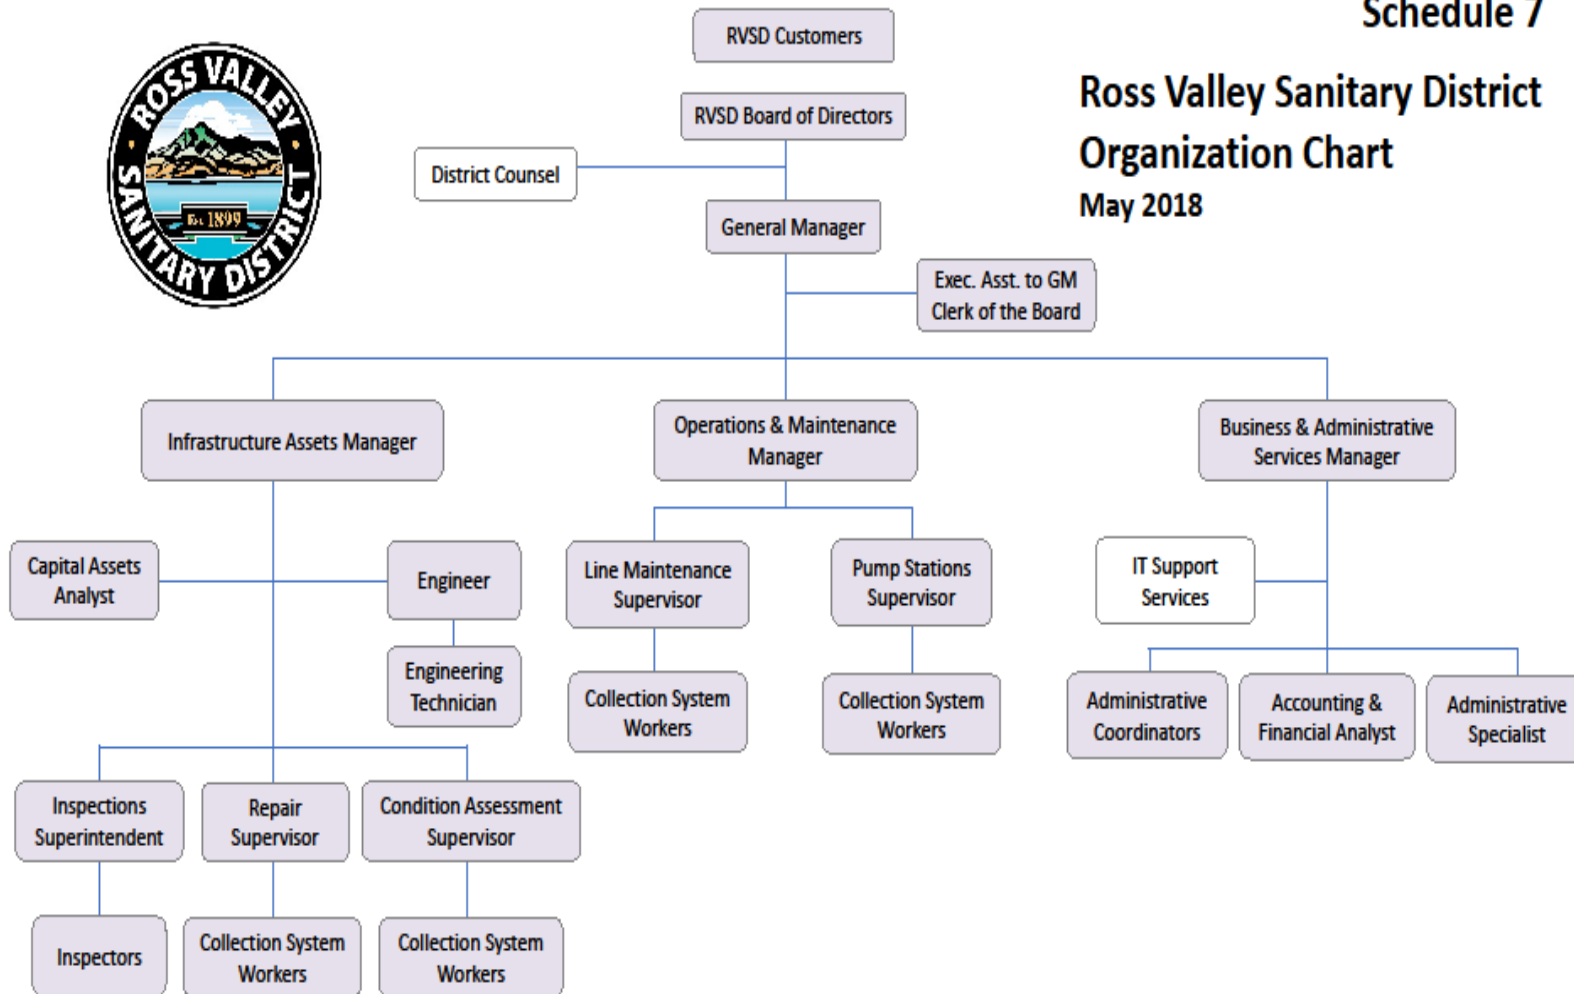 Schedule 7
Ross Valley Sanitary District
Organization Chart
May 2018
ROSS VALLEY
SANITARY DISTRICT
Est. 1899
RVSD Customers
RVSD Board of Directors
District Counsel
General Manager
Exec. Asst. to GM
Clerk of the Board
Infrastructure Assets Manager
Operations & Maintenance
Manager
Business & Administrative
Services Manager
Capital Assets
Analyst
Engineer
Engineering
Technician
Line Maintenance
Supervisor
Pump Stations
Supervisor
IT Support
Services
Collection System
Workers
Collection System
Workers
Administrative
Coordinators
Accounting &
Financial Analyst
Administrative
Specialist
Inspections
Superintendent
Repair
Supervisor
Condition Assessment
Supervisor
Inspectors
Collection System
Workers
Collection System
Workers